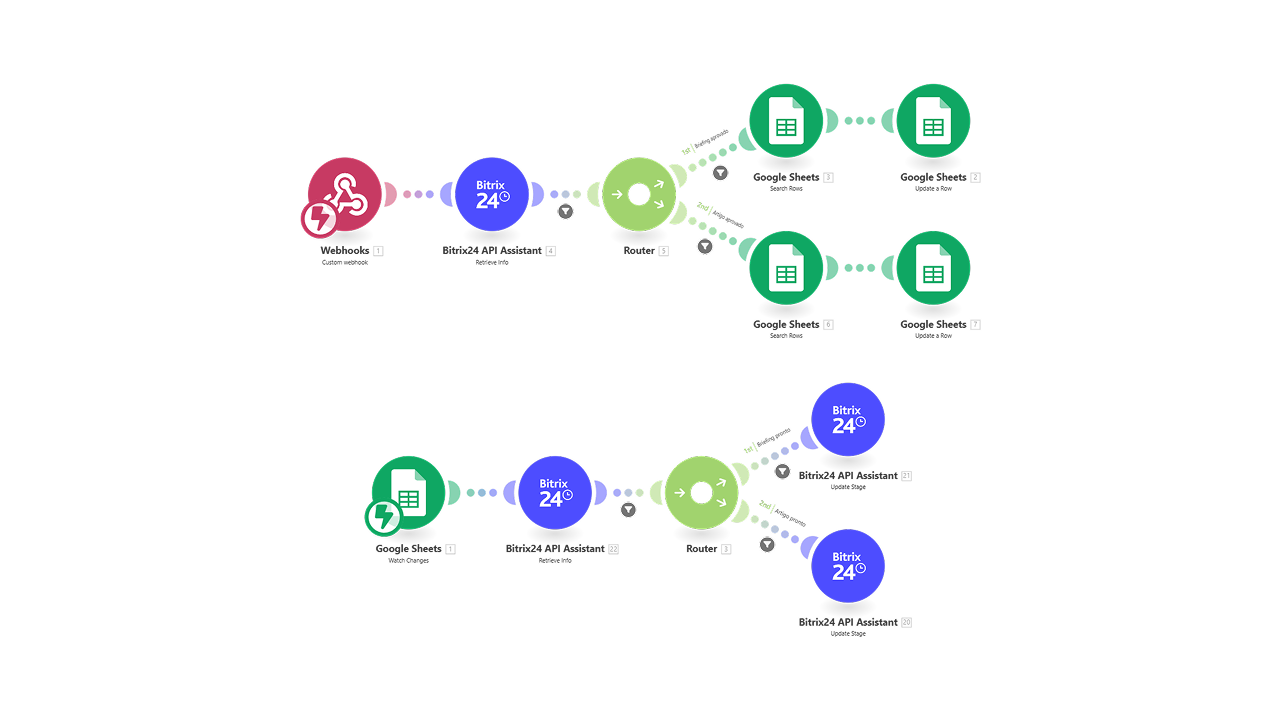 1st | Briefing aprovado
Google Sheets 3
Search Rows
Google Sheets 2
Update a Row
Bitrix
24
Webhooks 1
Custom webhook
Bitrix24 API Assistant 4
Retrieve Info
Router 5
2nd | Artigo aprovado
Google Sheets 6
Search Rows
Google Sheets 7
Update a Row
Bitrix
24
1st | Briefing pronto
Bitrix24 API Assistant 21
Update Stage
Bitrix
24
Google Sheets 1
Watch Changes
Bitrix24 API Assistant 22
Retrieve Info
Router 3
2nd | Artigo pronto
Bitrix
24
Bitrix24 API Assistant 20
Update Stage